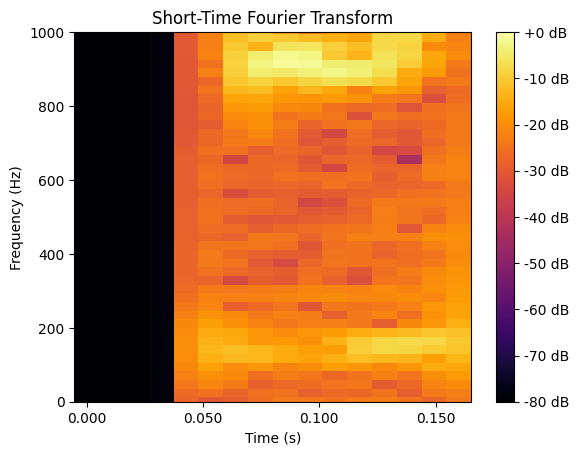 Short-Time Fourier Transform
1000
800
600
400
200
0
Frequency (Hz)
0.000
0.050
0.100
0.150
Time (s)
+0 dB
-10 dB
-20 dB
-30 dB
-40 dB
-50 dB
-60 dB
-70 dB
-80 dB